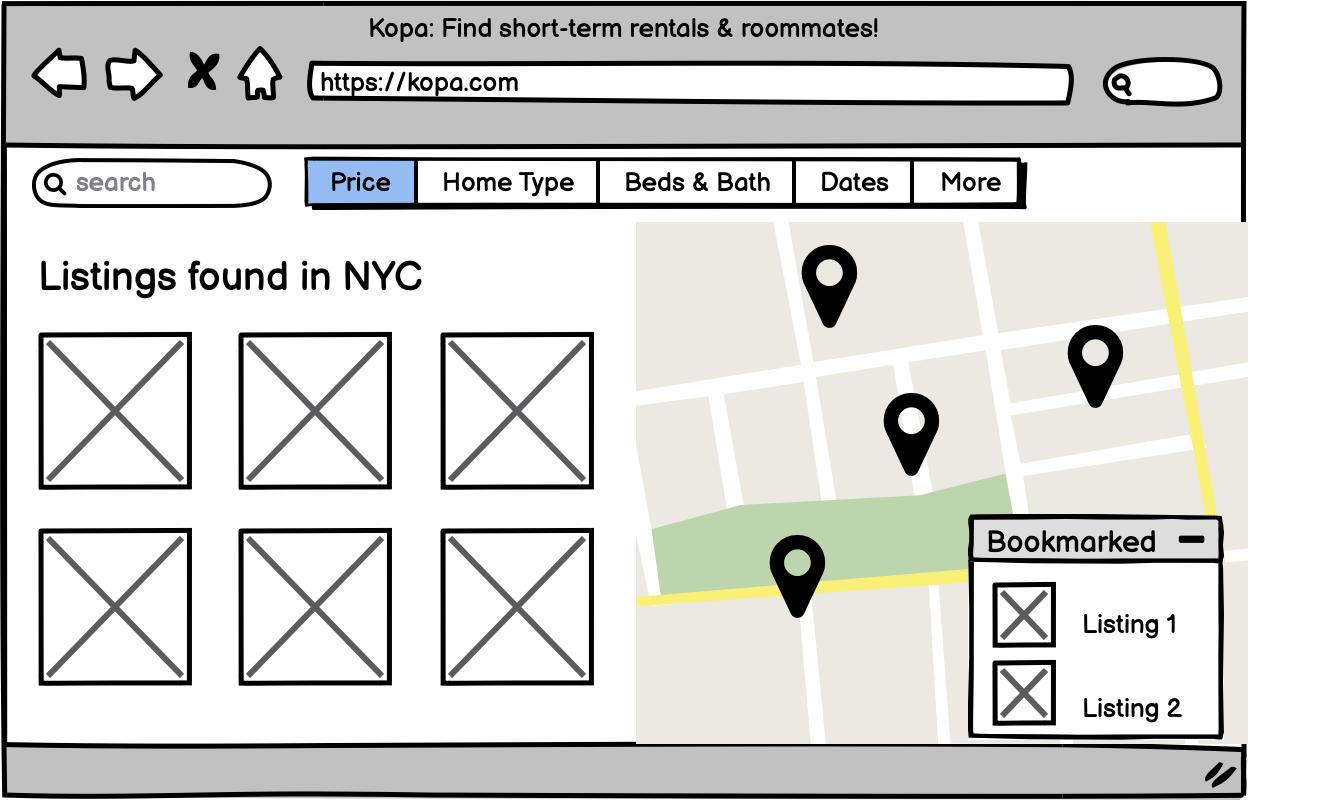 Kopa: Find short-term rentals & roommates!
https://kopa.com
search
Price Home Type Beds & Bath Dates More
Listings found in NYC
Bookmarked
Listing 1
Listing 2